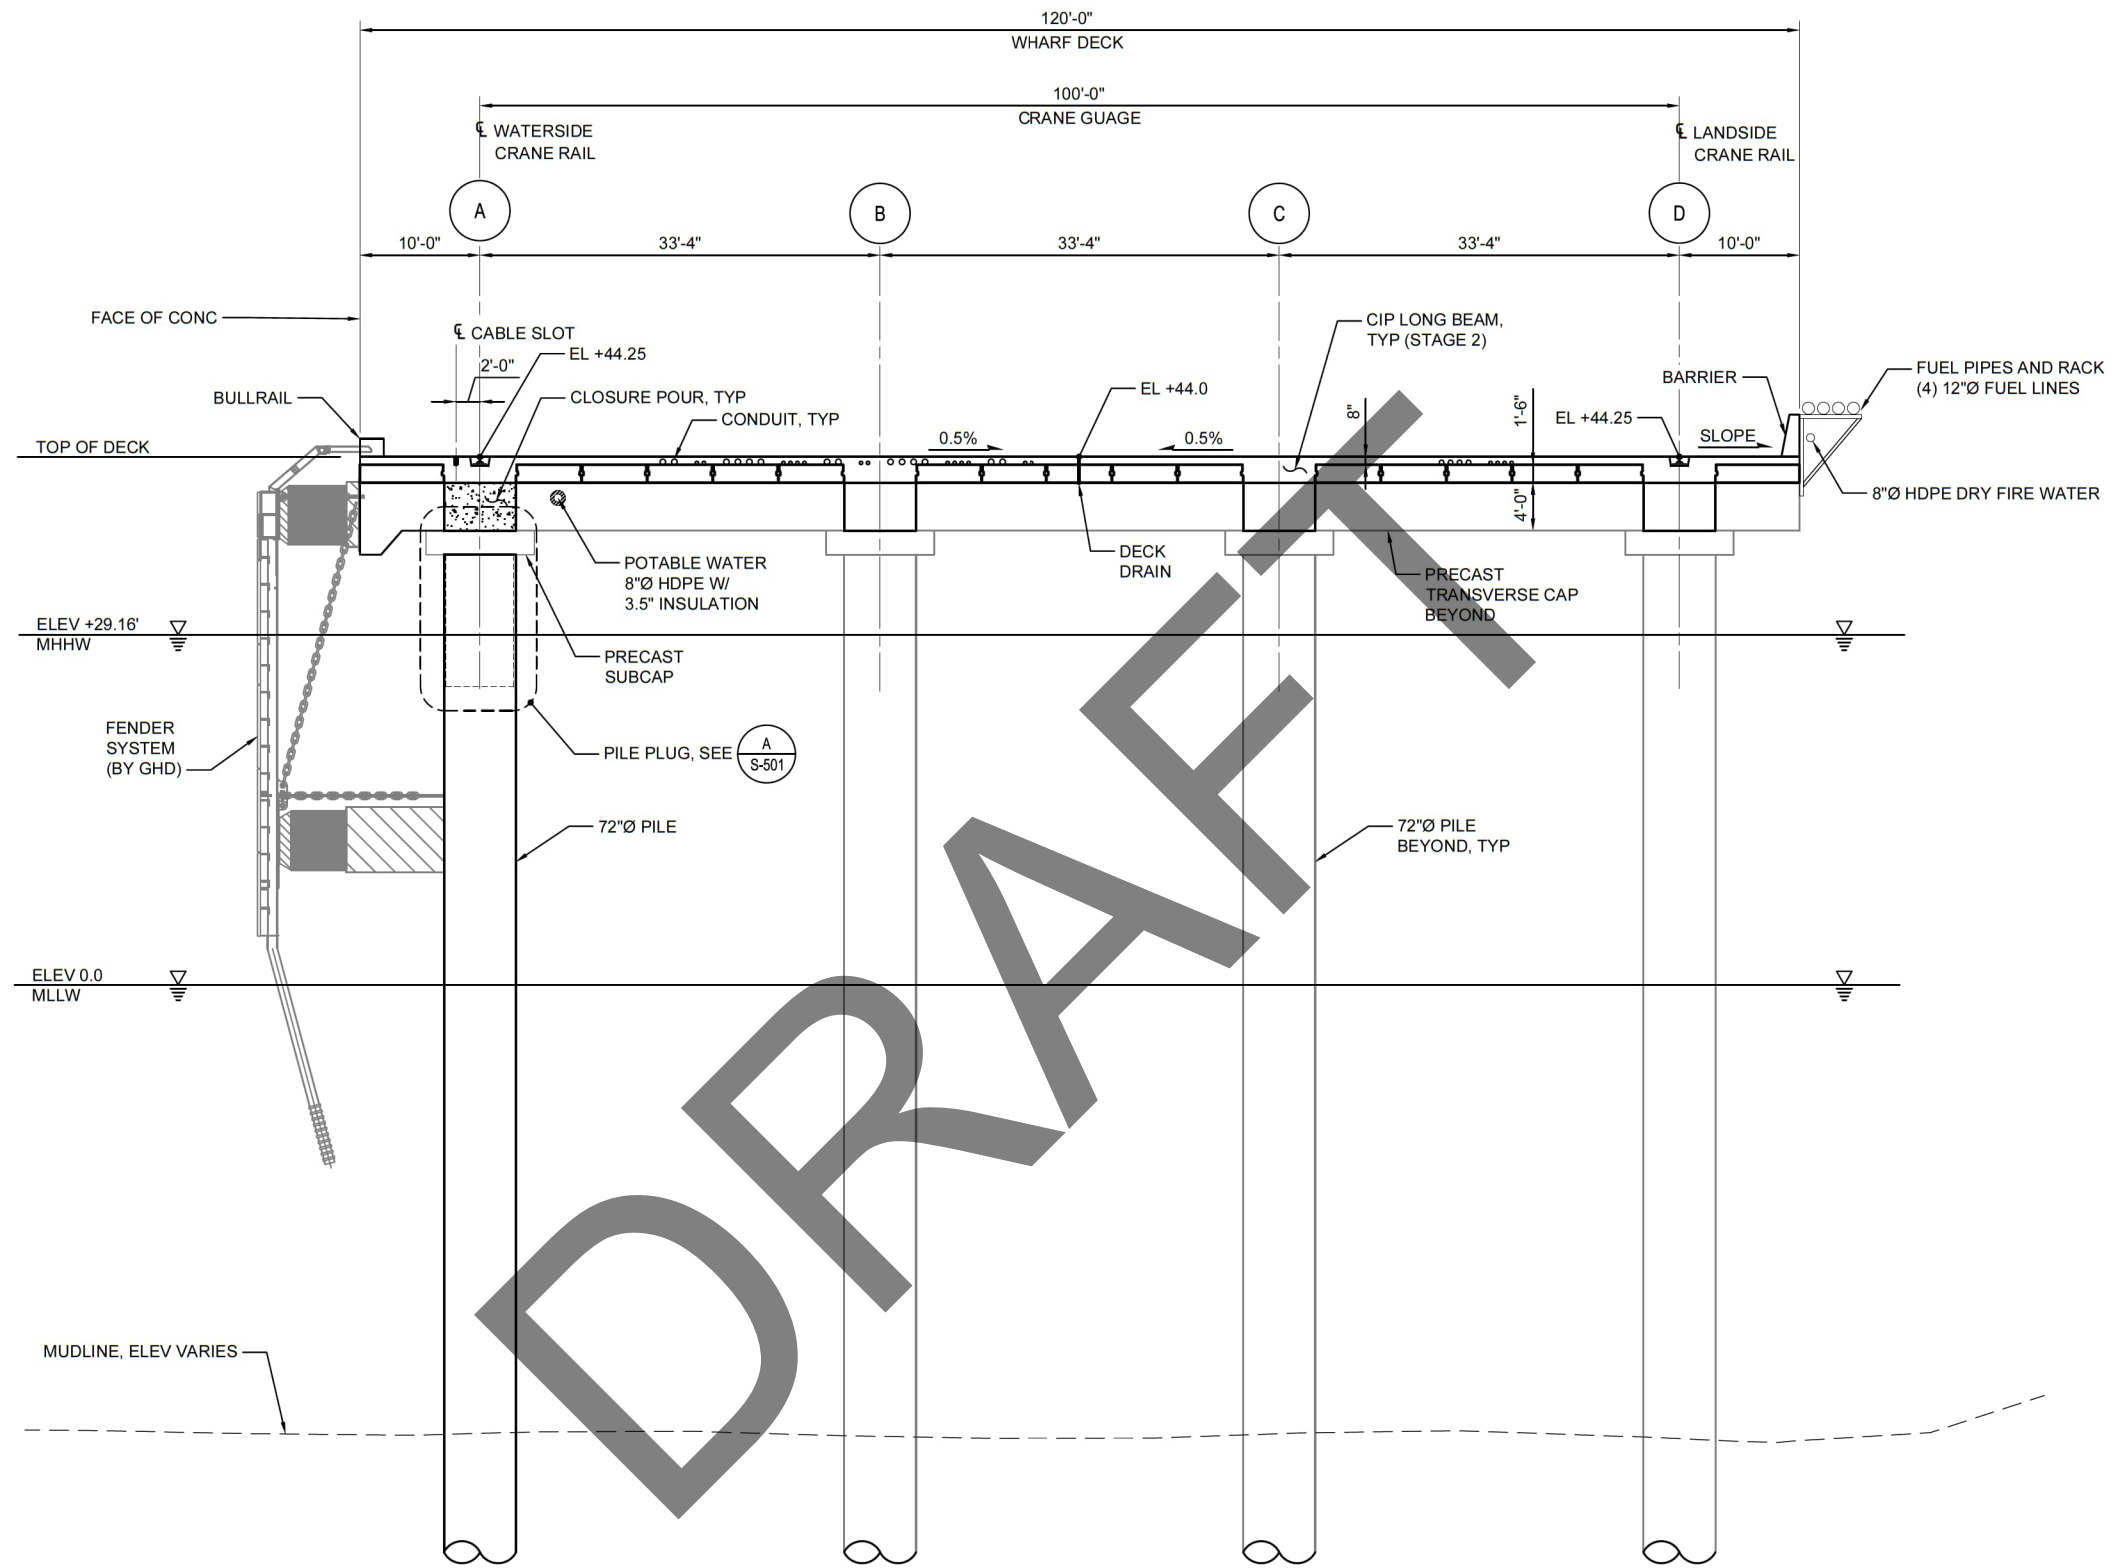 120'-0"
WHARF DECK
100'-0"
CRANE GUAGE
℄ WATERSIDE
CRANE RAIL
℄ LANDSIDE
CRANE RAIL
A
B
C
D
10'-0"
33'-4"
33'-4"
33'-4"
10'-0"
FACE OF CONC
℄ CABLE SLOT
EL +44.25
2'-0"
CLOSURE POUR, TYP
CONDUIT, TYP
BULLRAIL
TOP OF DECK
CIP LONG BEAM,
TYP (STAGE 2)
EL +44.0
0.5%
0.5%
8"
1'-6"
4'-0"
BARRIER
EL +44.25
SLOPE
FUEL PIPES AND RACK
(4) 12"Ø FUEL LINES
8"Ø HDPE DRY FIRE WATER
POTABLE WATER
8"Ø HDPE W/
3.5" INSULATION
DECK
DRAIN
PRECAST
TRANSVERSE CAP
BEYOND
ELEV +29.16'
MHHW
PRECAST
SUBCAP
FENDER
SYSTEM
(BY GHD)
PILE PLUG, SEE
A
S-501
72"Ø PILE
72"Ø PILE
BEYOND, TYP
ELEV 0.0
MLLW
MUDLINE, ELEV VARIES
DRAFT